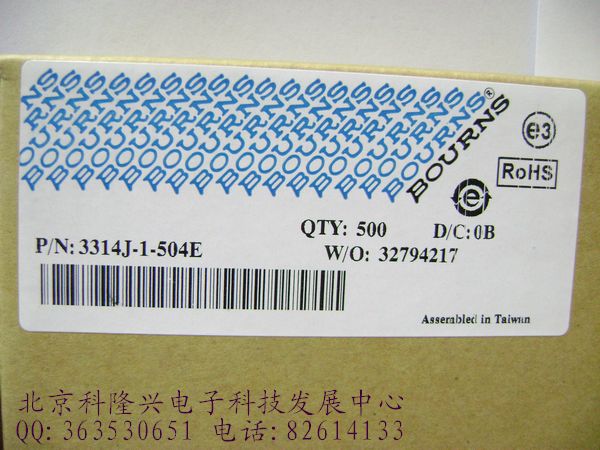 BOURNS®
e3
RoHS
e
QTY: 500 D/C: 0B
P/N: 3314J-1-504E W/O: 32794217
Assembled in Taiwan
北京科隆兴电子科技发展中心
QQ: 363530651 电话: 82614133